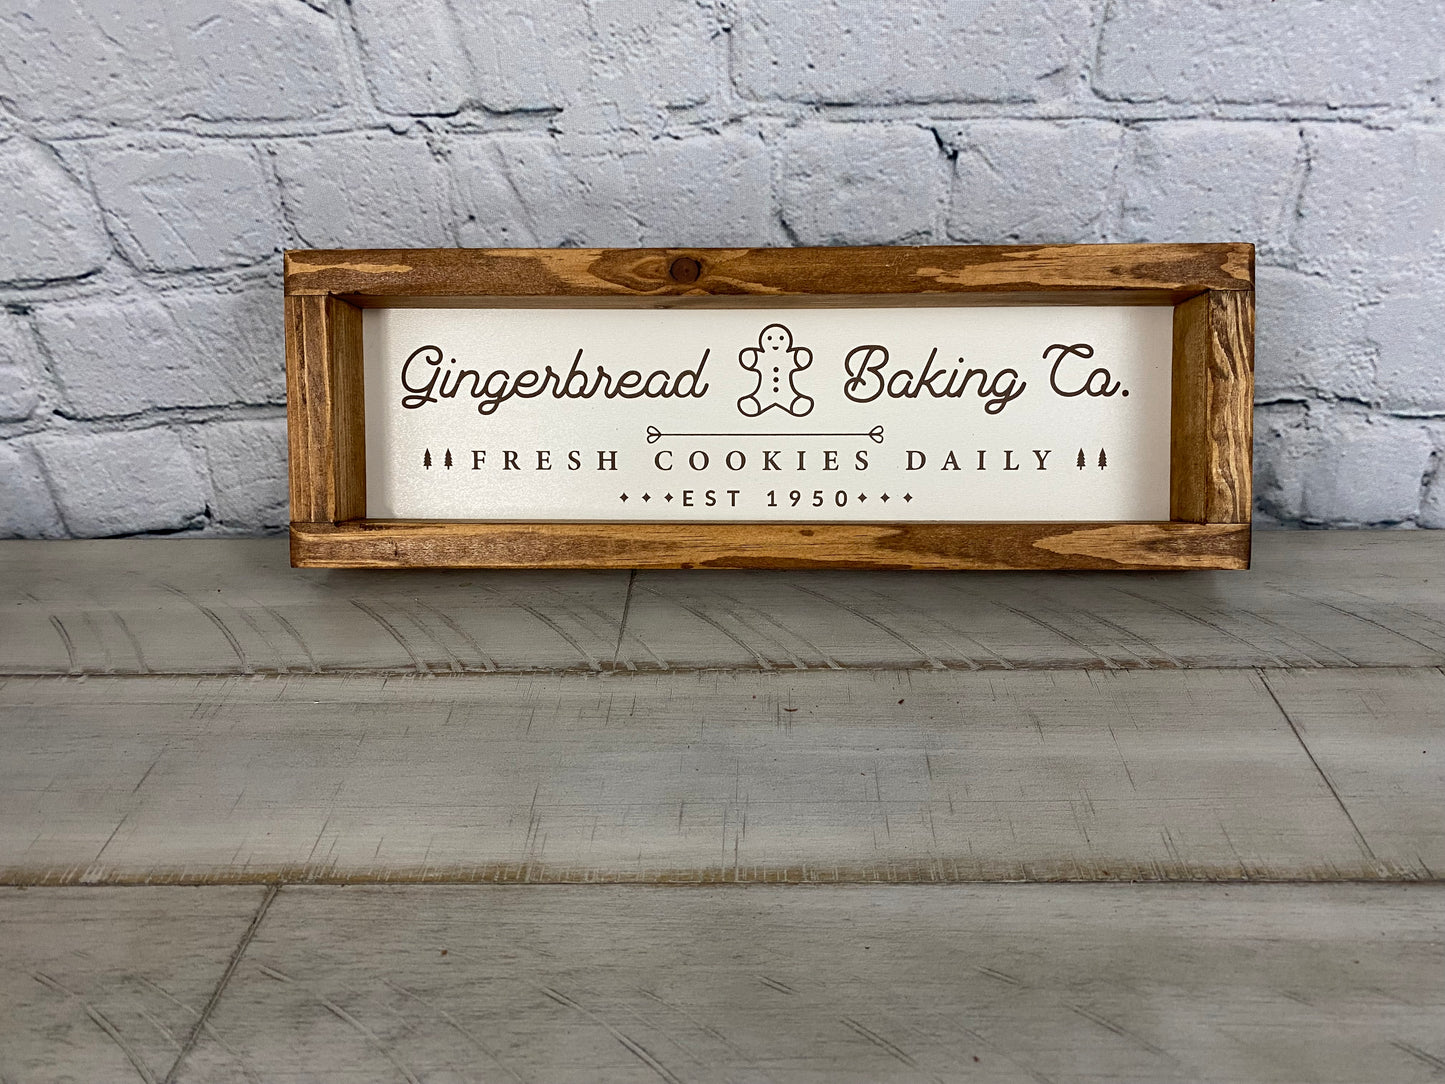 Gingerbread Baking Co.
FRESH COOKIES DAILY
EST 1950